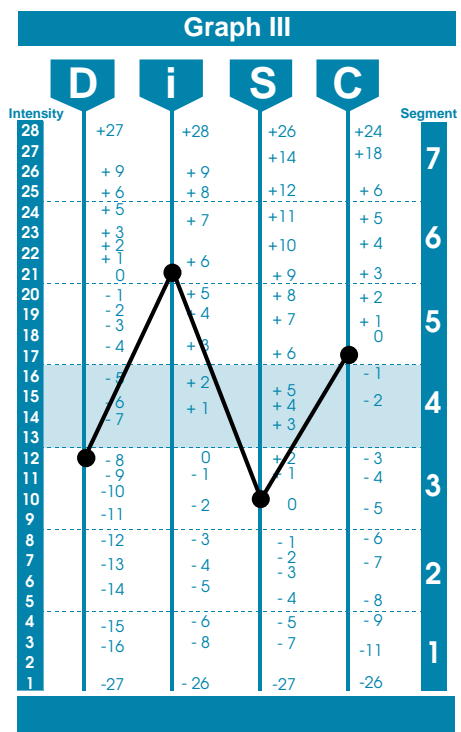 Graph III
D i S C
Intensity Segment
28 +27 +28 +26 +24
27 +14 +18 7
26 + 9 + 9
25 + 6 + 8 +12 + 6
24 + 5 + 7 +11 + 5
23 + 3 6
22 + 2 +10 + 4
+ 1 + 6
21 0 + 9 + 3
20 - 1 + 5 + 8 + 2
19 - 2 + 4 + 7 + 1 5
18 - 3 0
17 - 4 + 3 + 6
16 - 5 + 2 - 1
15 - 6 + 1 + 5 - 2 4
14 - 7 + 4
13 + 3
12 - 8 0 + 2 - 3
11 - 9 - 1 + 1 - 4 3
10 -10 - 2 0 - 5
9 -11
8 -12 - 3 - 1 - 6
7 -13 - 4 - 2 - 7 2
6 -14 - 5 - 3
5 - 4 - 8
4 -15 - 6 - 5 - 9
3 -16 - 8 - 7 -11 1
2
1 -27 - 26 -27 -26